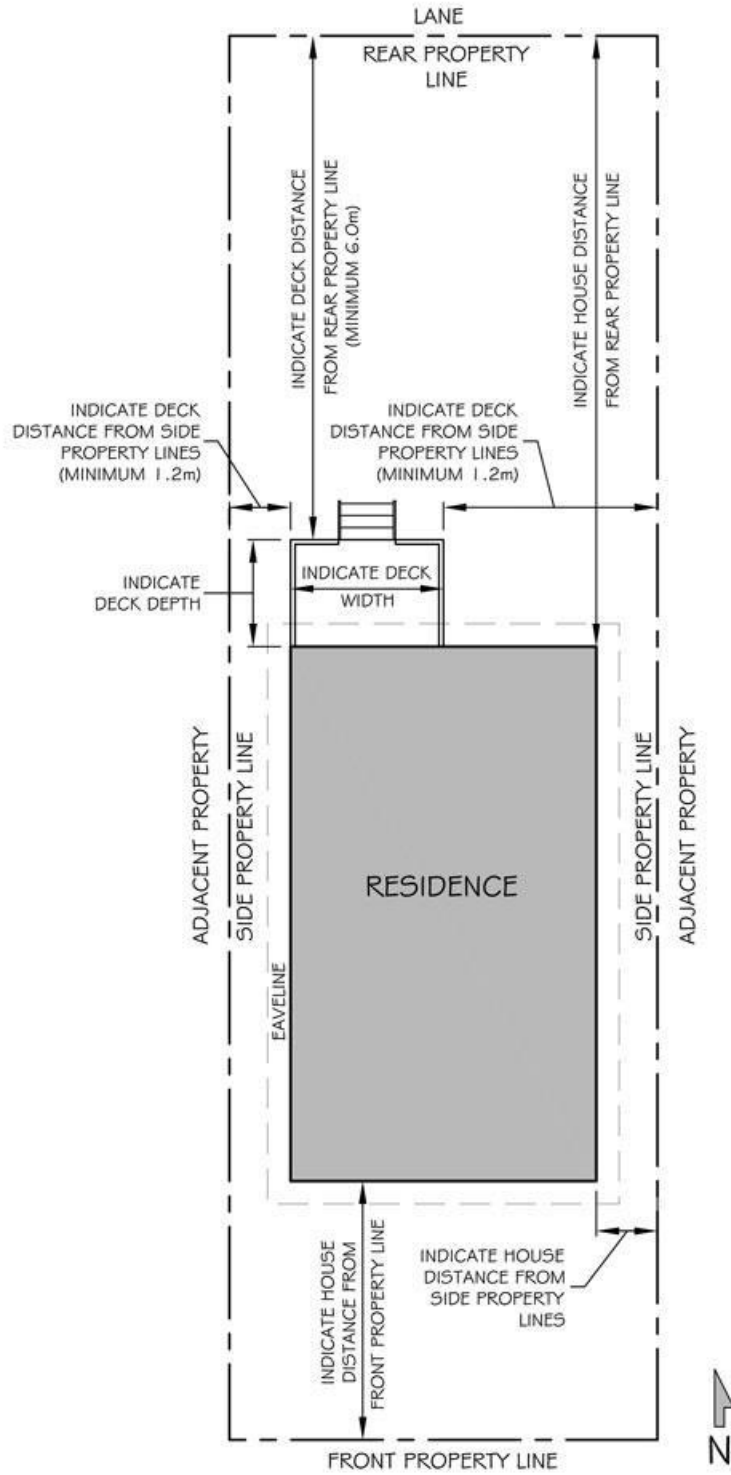 LANE
REAR PROPERTY
LINE
INDICATE DECK DISTANCE
FROM REAR PROPERTY LINE
(MINIMUM 6.0m)
INDICATE HOUSE DISTANCE
FROM REAR PROPERTY LINE
INDICATE DECK
DISTANCE FROM SIDE
PROPERTY LINES
(MINIMUM 1.2m)
INDICATE DECK
DISTANCE FROM SIDE
PROPERTY LINES
(MINIMUM 1.2m)
INDICATE
DECK DEPTH
INDICATE DECK
WIDTH
ADJACENT PROPERTY
SIDE PROPERTY LINE
EAVELINE
RESIDENCE
SIDE PROPERTY LINE
ADJACENT PROPERTY
INDICATE HOUSE
DISTANCE FROM
FRONT PROPERTY LINE
INDICATE HOUSE
DISTANCE FROM
SIDE PROPERTY
LINES
N
FRONT PROPERTY LINE